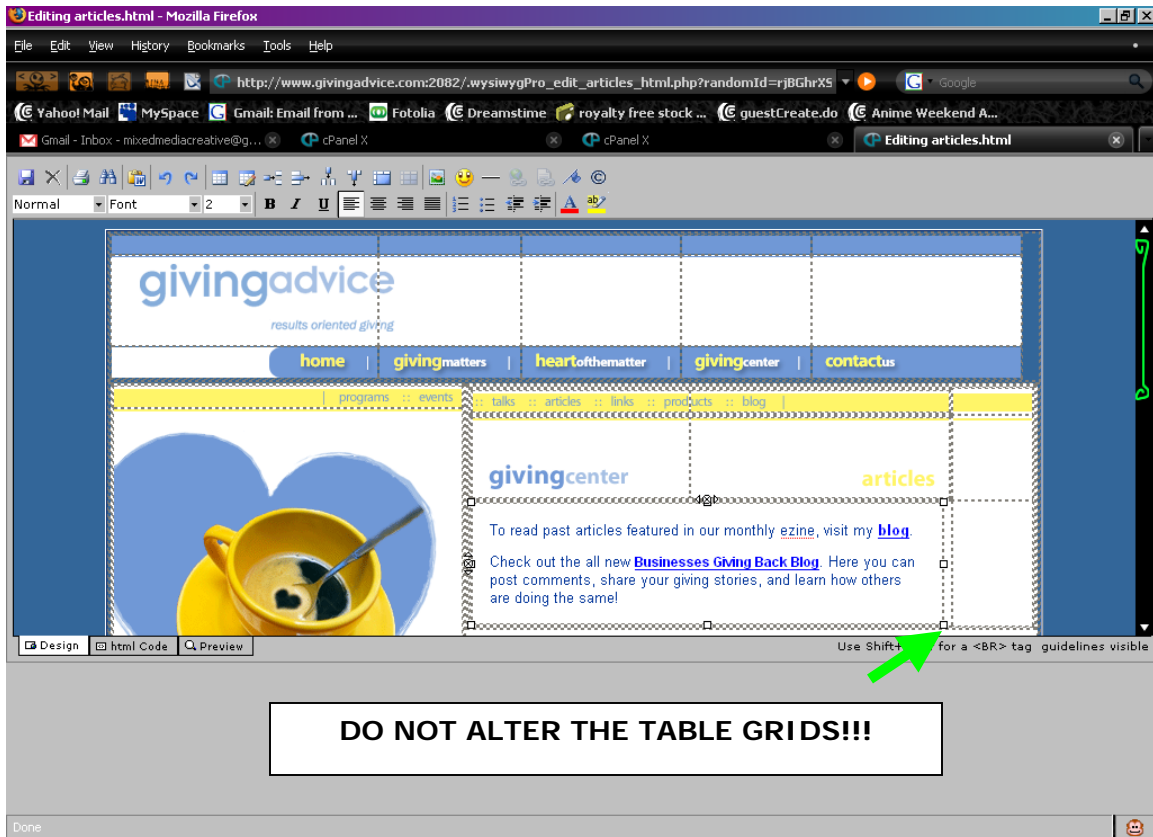 Editing articles.html - Mozilla Firefox
File Edit View History Bookmarks Tools Help
http://www.givingadvice.com:2082/.wysiwygPro_edit_articles_html.php?randomId=rjBGhrXS G Google
Yahoo! Mail MySpace G Gmail: Email from ... Fotolia Dreamstime royalty free stock ... guestCreate.do Anime Weekend A...
Gmail - Inbox - mixedmediacreative@g... cPanel X cPanel X Editing articles.html
Normal Font 2 B I U A ab
givingadvice
results oriented giving
home | givingmatters | heartofthematter | givingcenter | contactus
| programs :: events :: talks :: articles :: links :: products :: blog |
givingcenter articles
To read past articles featured in our monthly ezine, visit my blog.
Check out the all new Businesses Giving Back Blog. Here you can
post comments, share your giving stories, and learn how others
are doing the same!
Design html Code Preview Use Shift+ for a <BR> tag guidelines visible
DO NOT ALTER THE TABLE GRIDS!!!
Done